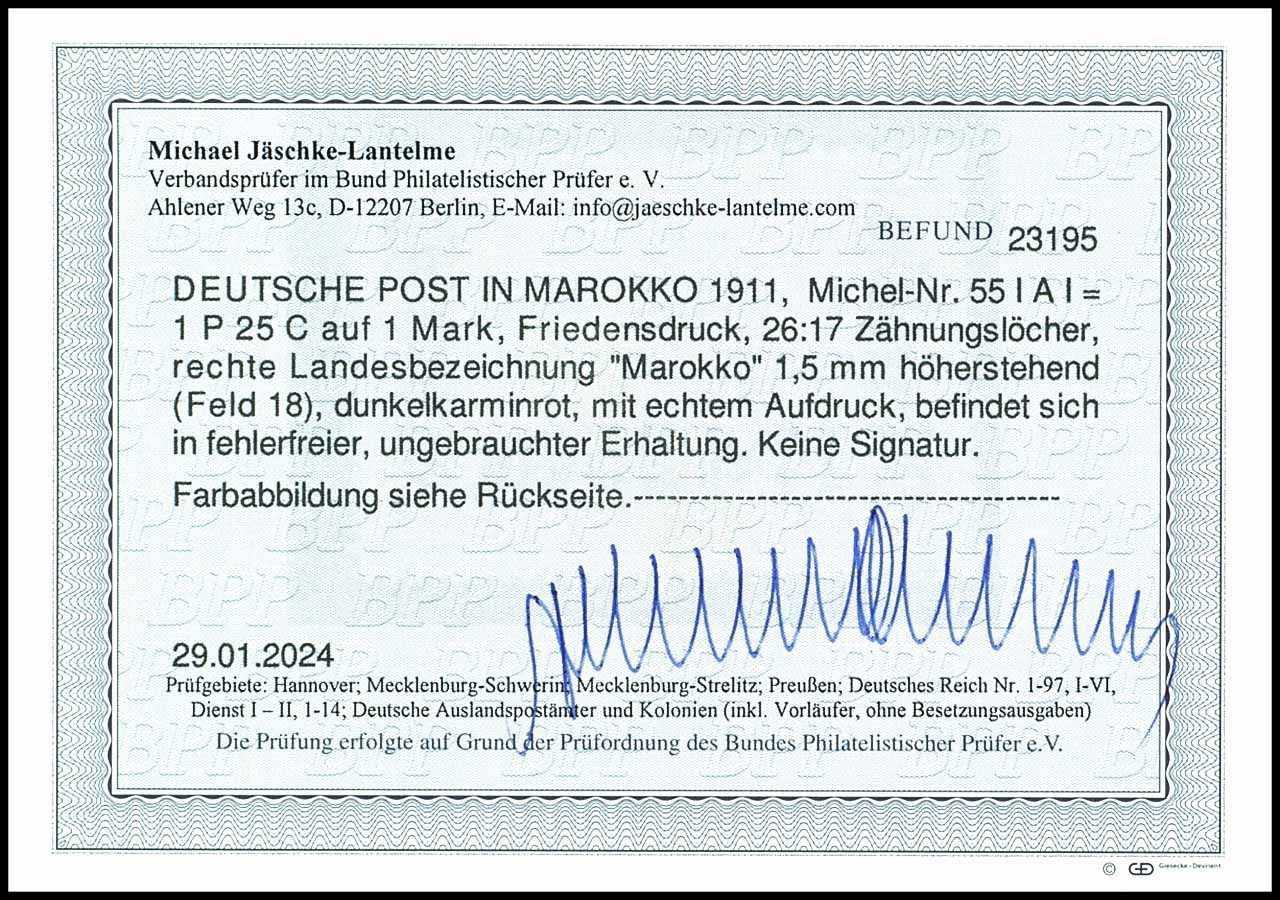 Michael Jäschke-Lantelme
Verbandsprüfer im Bund Philatelistischer Prüfer e. V.
Ahlener Weg 13c, D-12207 Berlin, E-Mail: info@jaeschke-lantelme.com
BEFUND 23195
DEUTSCHE POST IN MAROKKO 1911, Michel-Nr. 55 I A I =
1 P 25 C auf 1 Mark, Friedensdruck, 26:17 Zähnungslöcher,
rechte Landesbezeichnung "Marokko" 1,5 mm höherstehend
(Feld 18), dunkelkarminrot, mit echtem Aufdruck, befindet sich
in fehlerfreier, ungebrauchter Erhaltung. Keine Signatur.
Farbabbildung siehe Rückseite.---------------------------------------
29.01.2024
Prüfgebiete: Hannover; Mecklenburg-Schwerin; Mecklenburg-Strelitz; Preußen; Deutsches Reich Nr. 1-97, I-VI,
Dienst I – II, 1-14; Deutsche Auslandspostämter und Kolonien (inkl. Vorläufer, ohne Besetzungsausgaben)
Die Prüfung erfolgte auf Grund der Prüfordnung des Bundes Philatelistischer Prüfer e.V.
© Giesecke+Devrient